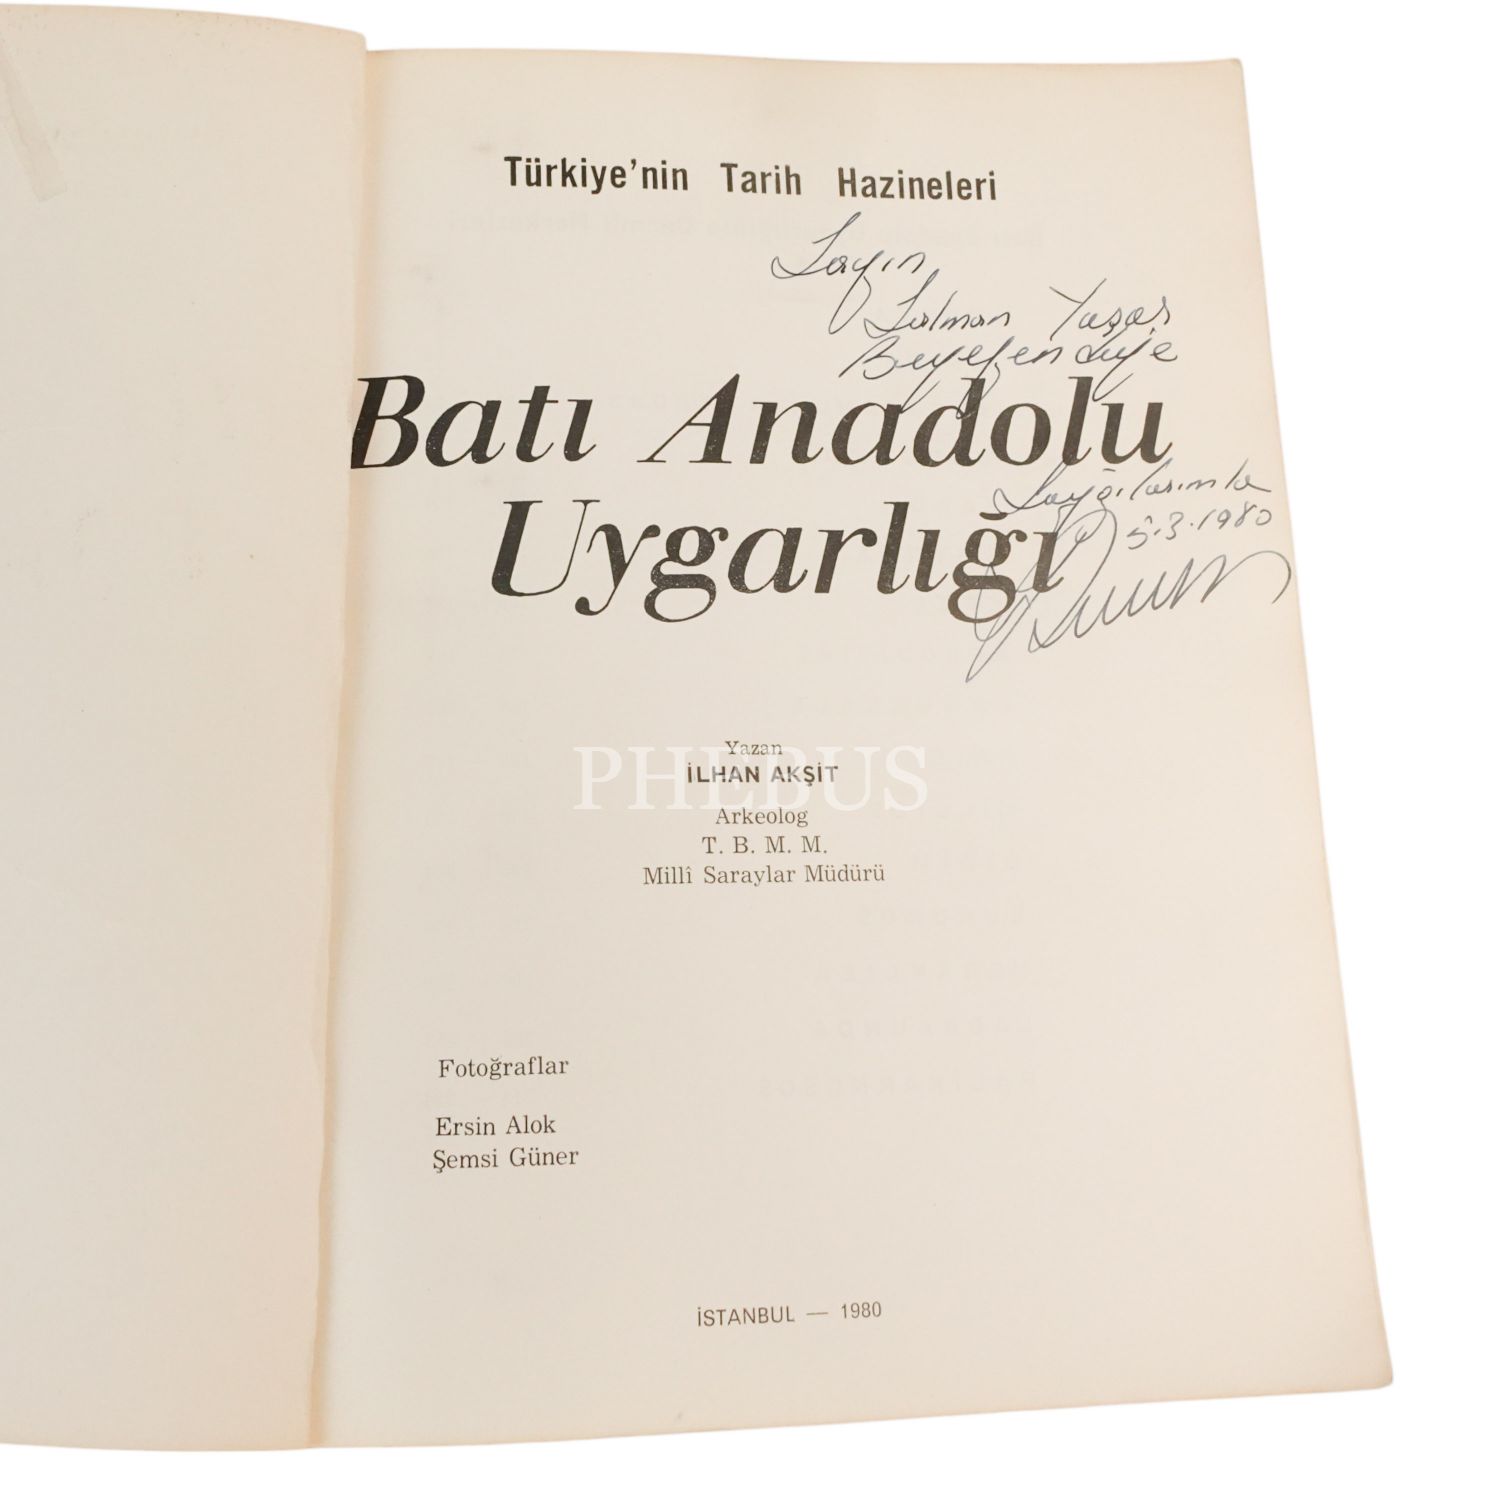 Türkiye'nin Tarih Hazineleri
Sayın
Salman Yaşar
Beyefendiye
Batı Anadolu
Uygarlığı
Saygılarımla
5.3.1980
Yazan
İLHAN AKŞİT
PHEBUS
Arkeolog
T. B. M. M.
Millî Saraylar Müdürü
Fotoğraflar
Ersin Alok
Şemsi Güner
İSTANBUL — 1980